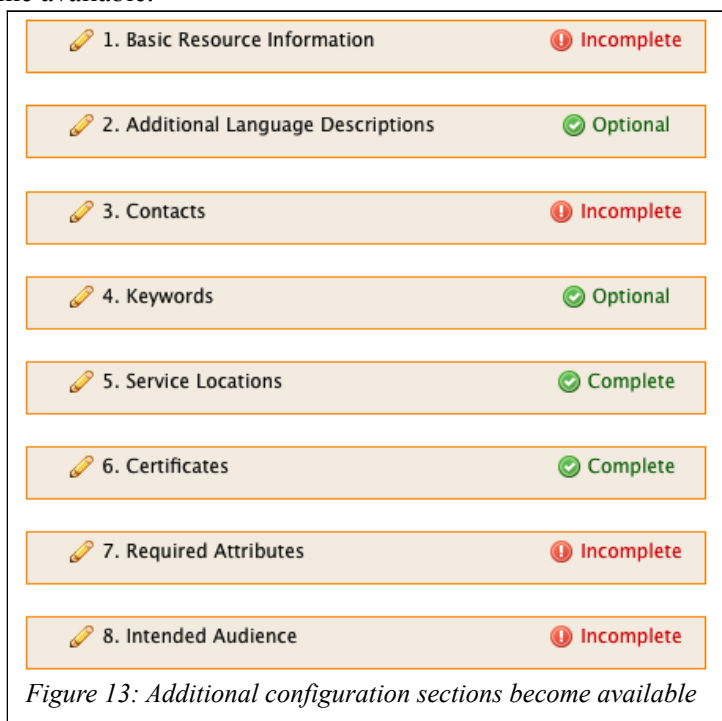 1. Basic Resource Information Incomplete
2. Additional Language Descriptions Optional
3. Contacts Incomplete
4. Keywords Optional
5. Service Locations Complete
6. Certificates Complete
7. Required Attributes Incomplete
8. Intended Audience Incomplete
Figure 13: Additional configuration sections become available